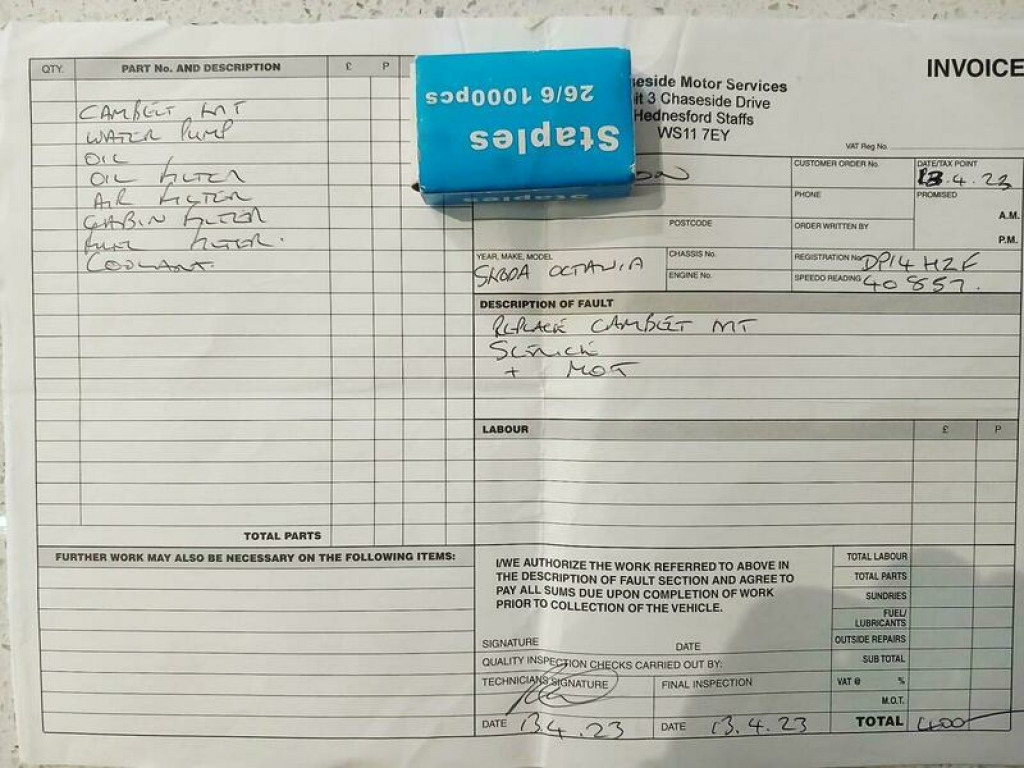 QTY. PART No. AND DESCRIPTION £ P
CAMBELT KIT
WATER PUMP
OIL
OIL FILTER
AIR FILTER
CABIN FILTER
FUEL FILTER.
COOLANT.
TOTAL PARTS
FURTHER WORK MAY ALSO BE NECESSARY ON THE FOLLOWING ITEMS:
26/6 1000pcs
Staples
Staples
eside Motor Services
it 3 Chaseside Drive
Hednesford Staffs
WS11 7EY
INVOICE
VAT Reg No.
CUSTOMER ORDER No.
DATE/TAX POINT
13.4.23
PHONE
PROMISED
A.M.
P.M.
POSTCODE
ORDER WRITTEN BY
YEAR, MAKE, MODEL
SKODA OCTAVIA
CHASSIS No.
ENGINE No.
REGISTRATION No. DP14 HZF
SPEEDO READING 40857.
DESCRIPTION OF FAULT
REPLACE CAMBELT KIT
SERVICE
+ MOT
LABOUR £ P
I/WE AUTHORIZE THE WORK REFERRED TO ABOVE IN
THE DESCRIPTION OF FAULT SECTION AND AGREE TO
PAY ALL SUMS DUE UPON COMPLETION OF WORK
PRIOR TO COLLECTION OF THE VEHICLE.
SIGNATURE DATE
QUALITY INSPECTION CHECKS CARRIED OUT BY:
TECHNICIANS SIGNATURE
FINAL INSPECTION
DATE 13.4.23
DATE 13.4.23
TOTAL LABOUR
TOTAL PARTS
SUNDRIES
FUEL/
LUBRICANTS
OUTSIDE REPAIRS
SUB TOTAL
VAT @ %
M.O.T.
TOTAL 400